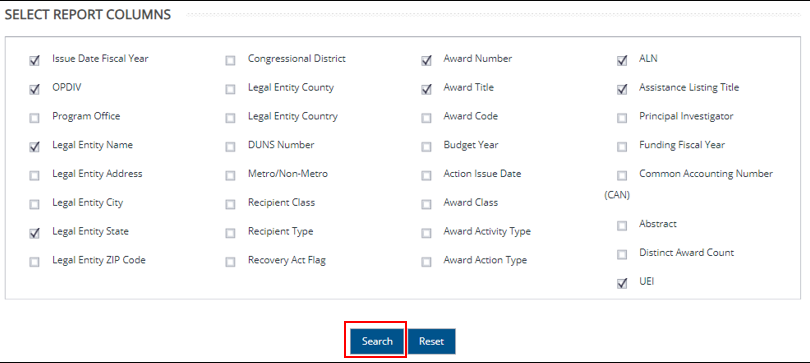 SELECT REPORT COLUMNS
Issue Date Fiscal Year
OPDIV
Program Office
Legal Entity Name
Legal Entity Address
Legal Entity City
Legal Entity State
Legal Entity ZIP Code
Congressional District
Legal Entity County
Legal Entity Country
DUNS Number
Metro/Non-Metro
Recipient Class
Recipient Type
Recovery Act Flag
Award Number
Award Title
Award Code
Budget Year
Action Issue Date
Award Class
Award Activity Type
Award Action Type
ALN
Assistance Listing Title
Principal Investigator
Funding Fiscal Year
Common Accounting Number
(CAN)
Abstract
Distinct Award Count
UEI
Search
Reset